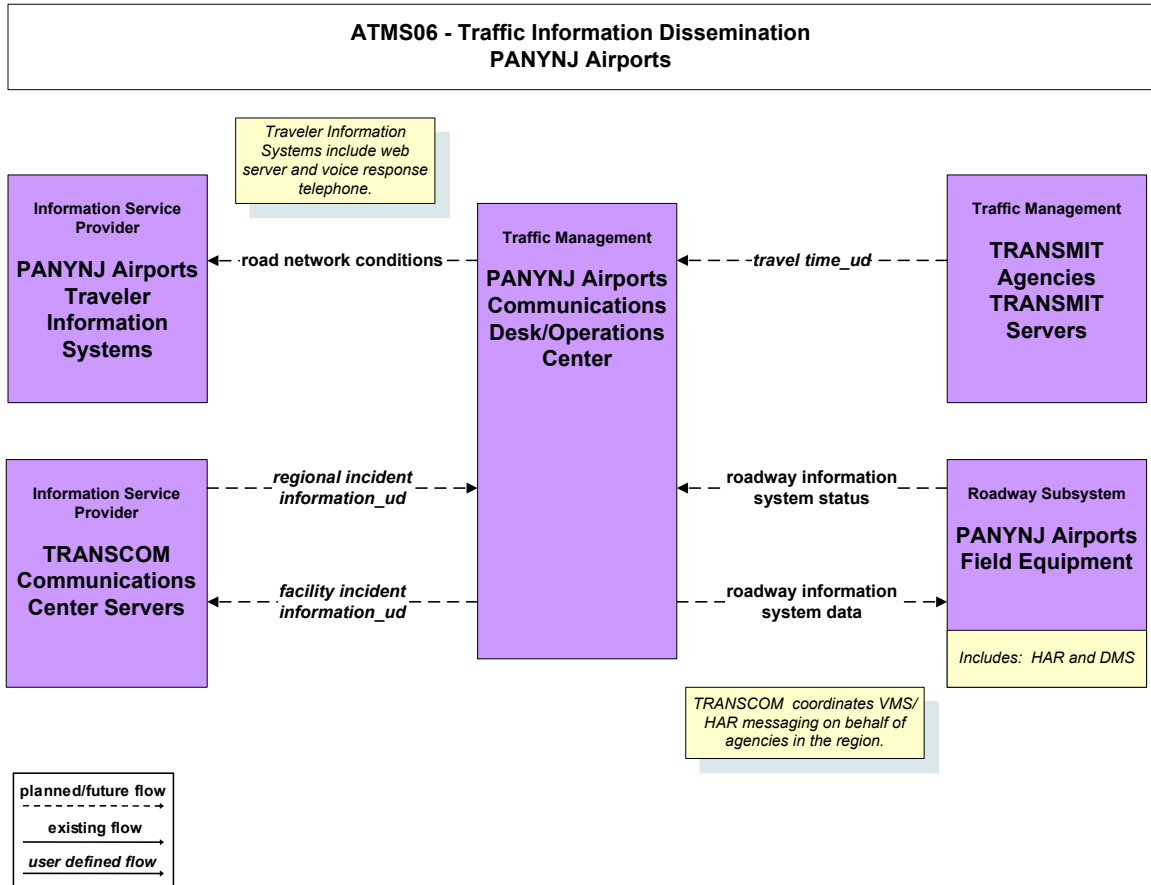 ATMS06 - Traffic Information Dissemination
PANYNJ Airports
Traveler Information
Systems include web
server and voice response
telephone.
Information Service
Provider
PANYNJ Airports
Traveler
Information
Systems
road network conditions
Traffic Management
PANYNJ Airports
Communications
Desk/Operations
Center
travel time_ud
Traffic Management
TRANSMIT
Agencies
TRANSMIT
Servers
Information Service
Provider
TRANSCOM
Communications
Center Servers
regional incident
information_ud
facility incident
information_ud
roadway information
system status
roadway information
system data
Roadway Subsystem
PANYNJ Airports
Field Equipment
Includes: HAR and DMS
TRANSCOM coordinates VMS/
HAR messaging on behalf of
agencies in the region.
planned/future flow
existing flow
user defined flow